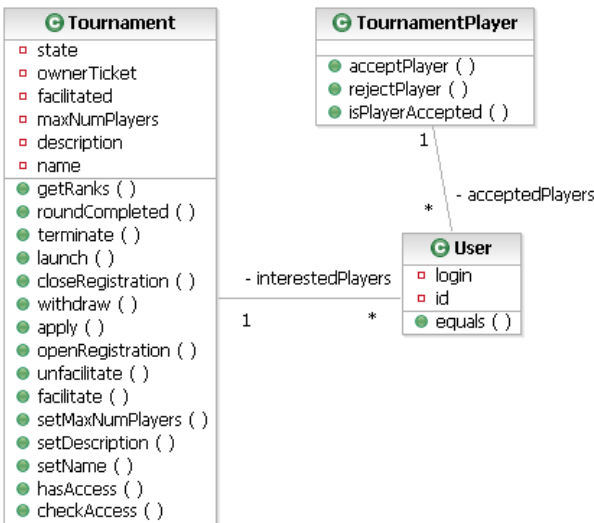 Tournament
state
ownerTicket
facilitated
maxNumPlayers
description
name
getRanks ( )
roundCompleted ( )
terminate ( )
launch ( )
closeRegistration ( )
withdraw ( )
apply ( )
openRegistration ( )
unfacilitate ( )
facilitate ( )
setMaxNumPlayers ( )
setDescription ( )
setName ( )
hasAccess ( )
checkAccess ( )
TournamentPlayer
acceptPlayer ( )
rejectPlayer ( )
isPlayerAccepted ( )
1
- acceptedPlayers
*
User
login
id
equals ( )
- interestedPlayers
1
*